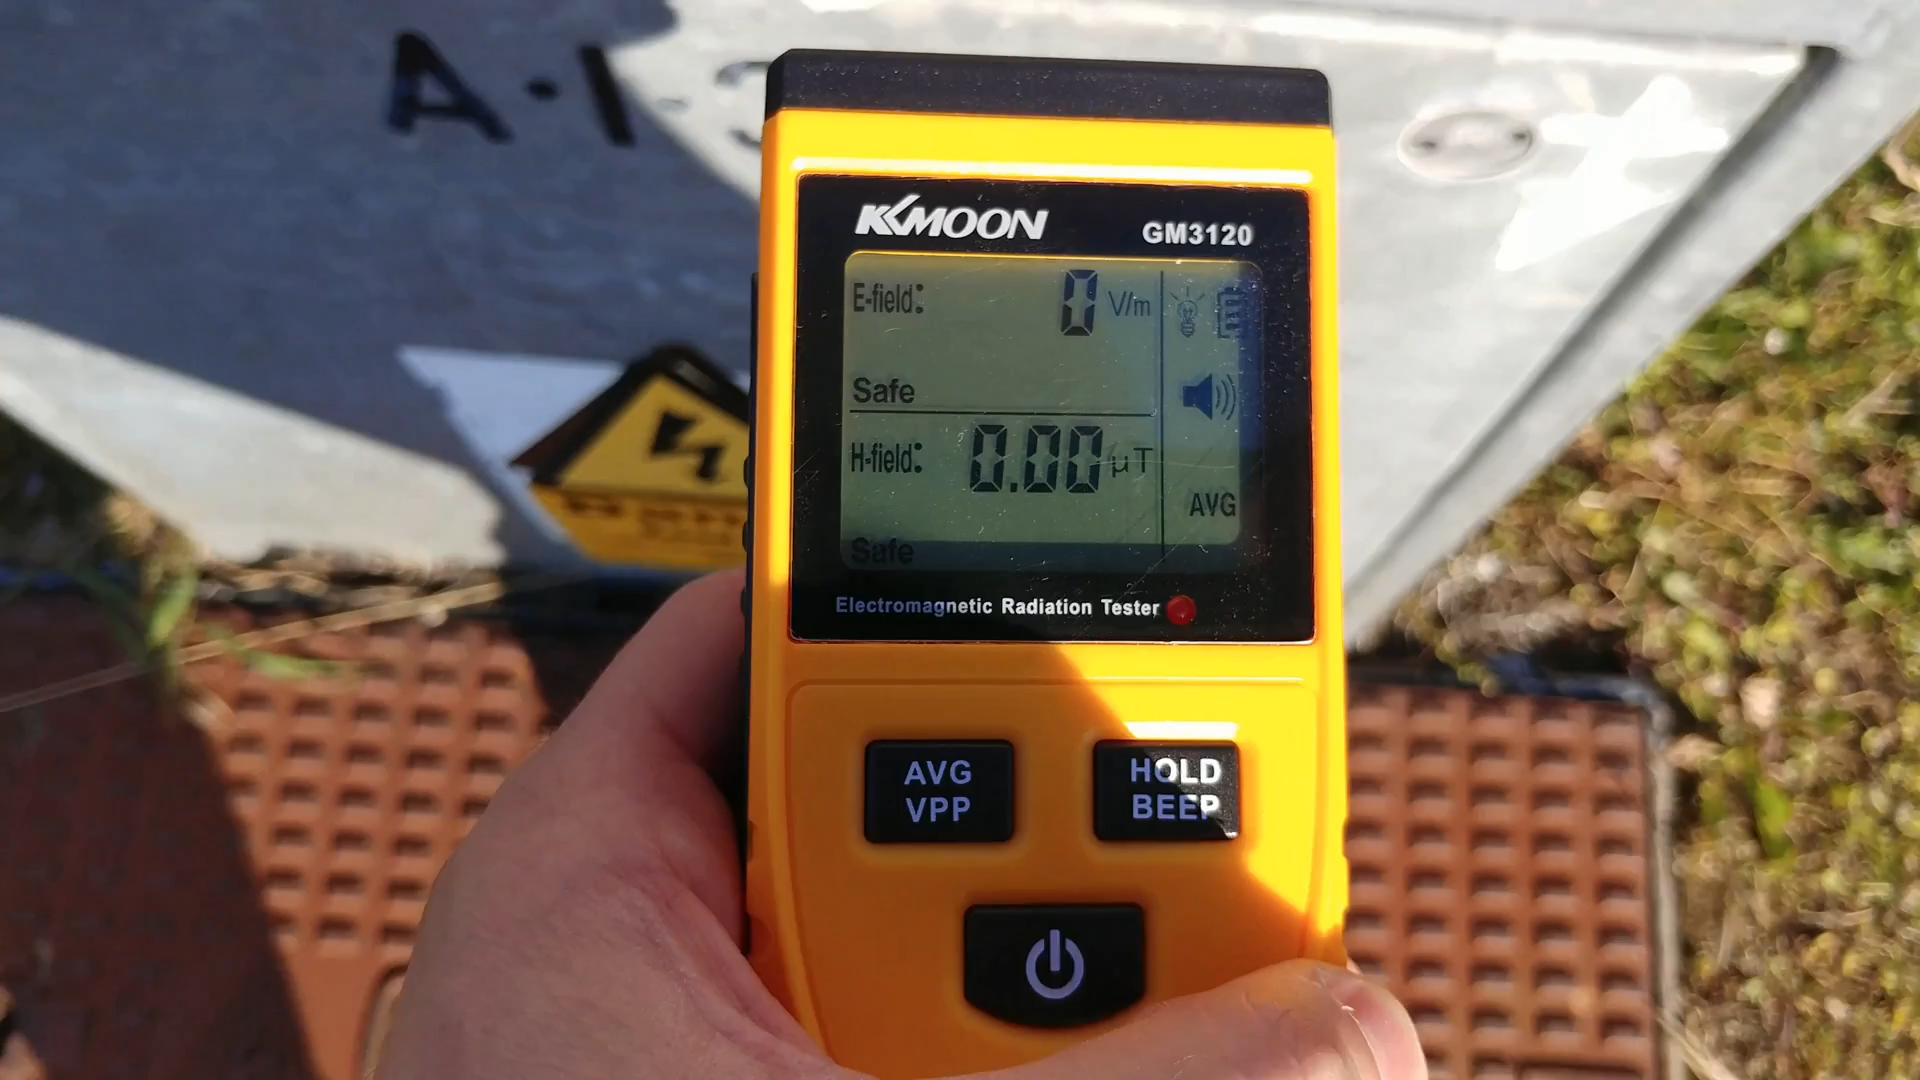 A·I·
KKMOON
GM3120
E-field: 0 V/m
Safe
H-field: 0.00 µT
AVG
Safe
Electromagnetic Radiation Tester
AVG
VPP
HOLD
BEEP